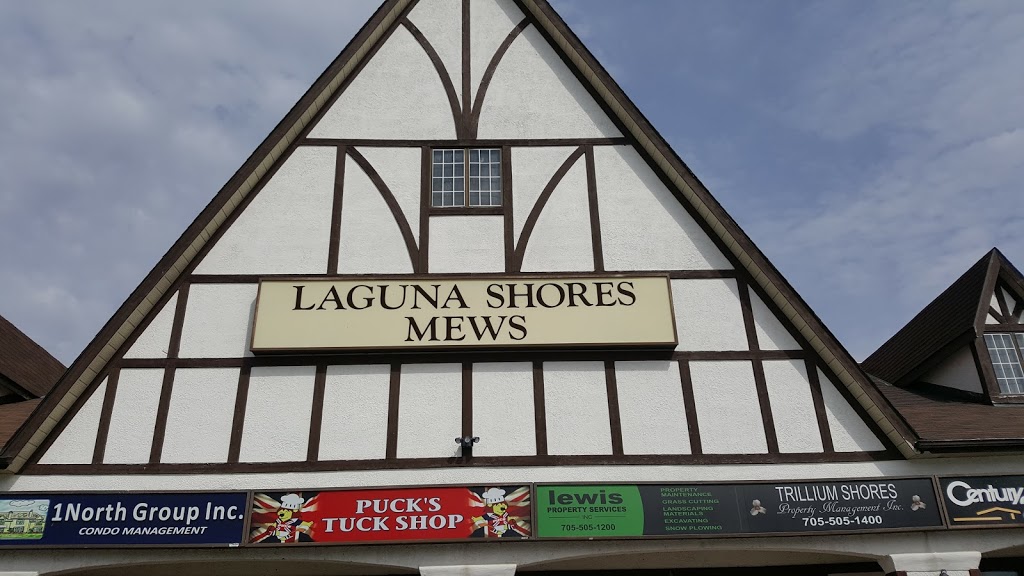 LAGUNA SHORES
MEWS
1North Group Inc.
CONDO MANAGEMENT
PUCK'S
TUCK SHOP
lewis
PROPERTY SERVICES
INC.
705-505-1200
PROPERTY
MAINTENANCE
GRASS CUTTING
LANDSCAPING
MATERIALS
EXCAVATING
SNOW PLOWING
TRILLIUM SHORES
Property Management Inc.
705-505-1400
Century